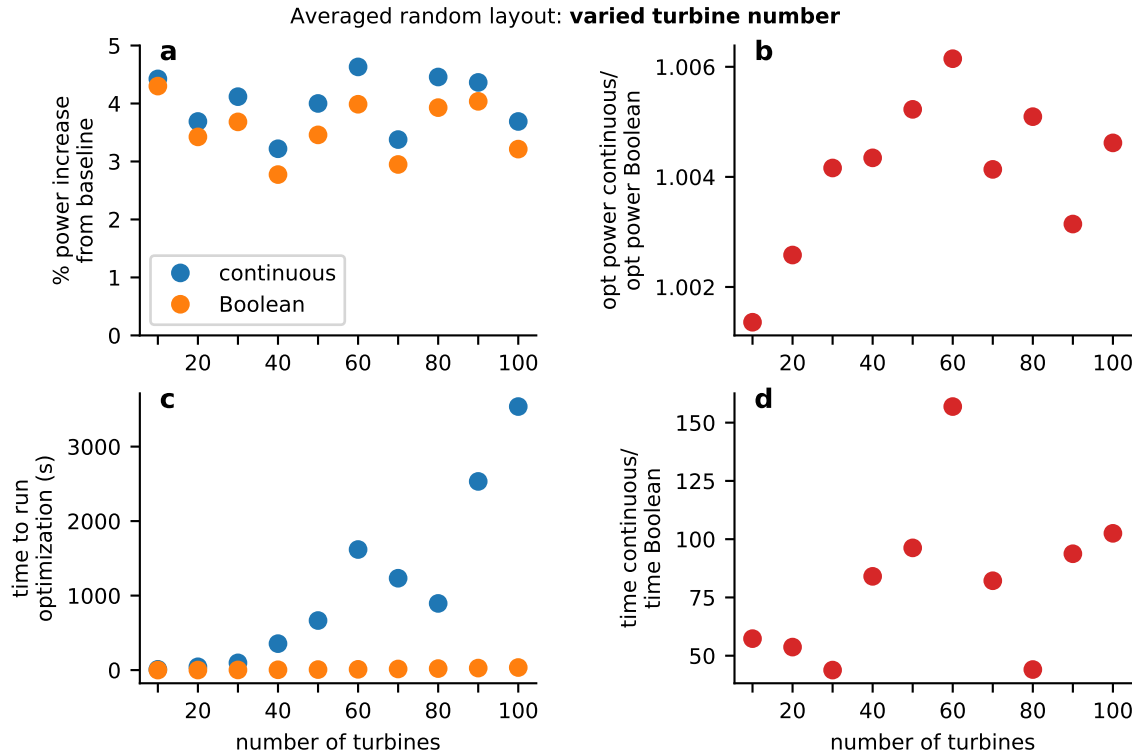 Averaged random layout: varied turbine number
a
5
4
3
2
1
0
% power increase
from baseline
continuous
Boolean
20
40
60
80
100
b
1.006
1.004
1.002
opt power continuous/
opt power Boolean
20
40
60
80
100
c
3000
2000
1000
0
time to run
optimization (s)
20
40
60
80
100
number of turbines
d
150
125
100
75
50
time continuous/
time Boolean
20
40
60
80
100
number of turbines